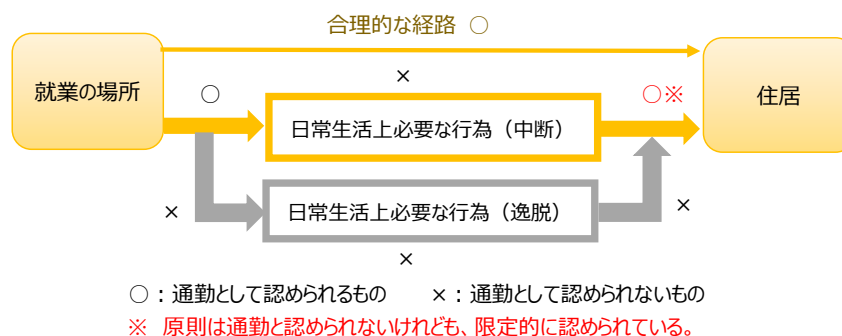 合理的な経路 ○
就業の場所
○
×
○※
住居
日常生活上必要な行為（中断）
×
日常生活上必要な行為（逸脱）
×
×
○：通勤として認められるもの　　×：通勤として認められないもの
※　原則は通勤と認められないけれども、限定的に認められている。